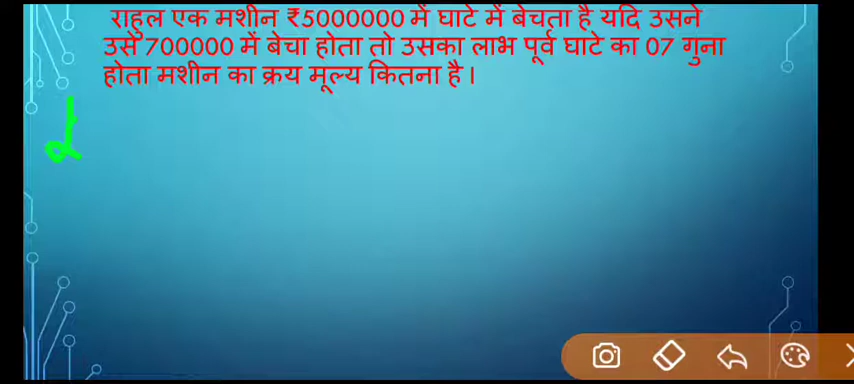 राहुल एक मशीन ₹5000000 में घाटे में बेचता है यदि उसने
उसे 700000 में बेचा होता तो उसका लाभ पूर्व घाटे का 07 गुना
होता मशीन का क्रय मूल्य कितना है ।